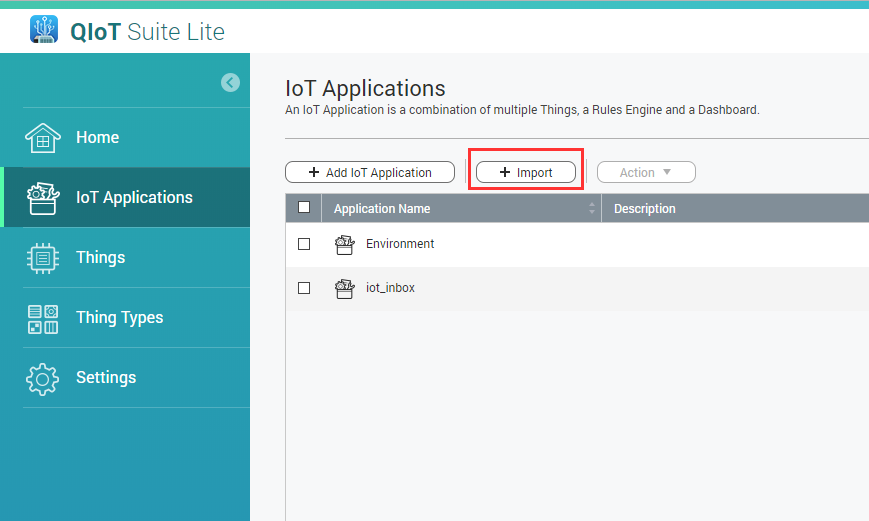 QIoT Suite Lite
Home
IoT Applications
Things
Thing Types
Settings
IoT Applications
An IoT Application is a combination of multiple Things, a Rules Engine and a Dashboard.
+ Add IoT Application + Import Action
Application Name Description
Environment
iot_inbox